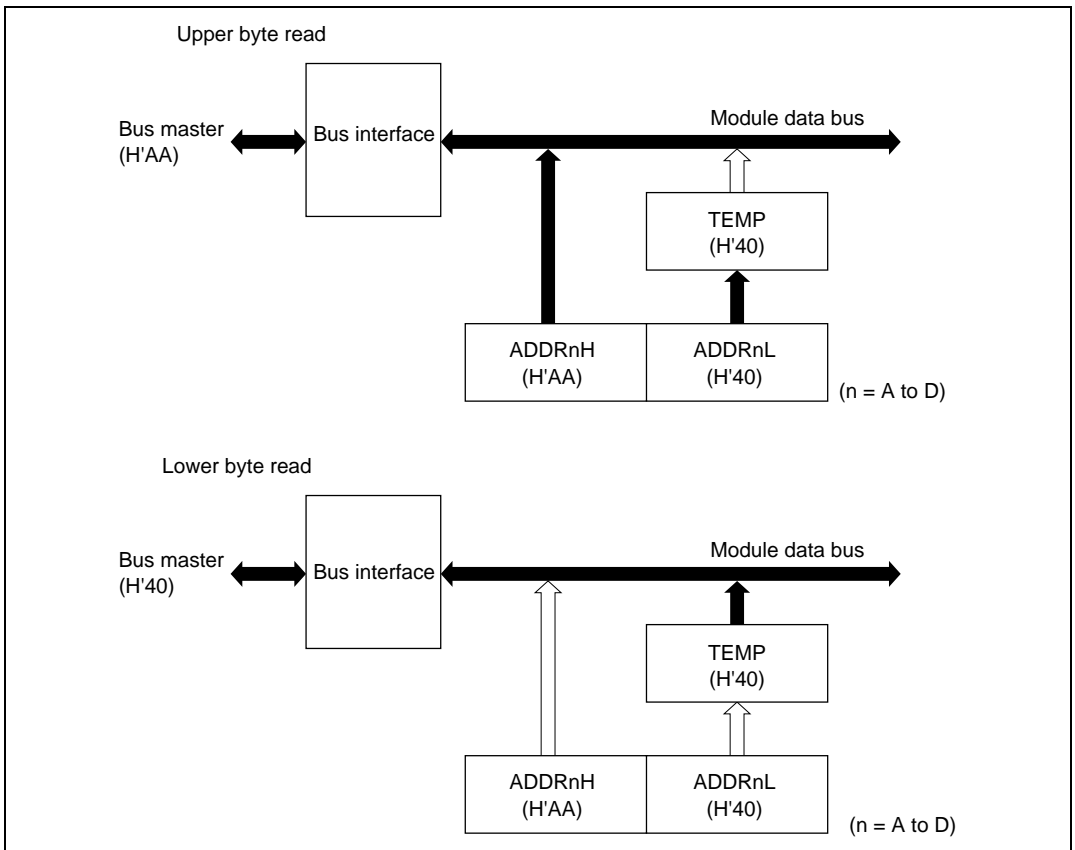 Upper byte read
Bus master
(H'AA)
Bus interface
Module data bus
TEMP
(H'40)
ADDRnH
(H'AA)
ADDRnL
(H'40)
(n = A to D)
Lower byte read
Bus master
(H'40)
Bus interface
Module data bus
TEMP
(H'40)
ADDRnH
(H'AA)
ADDRnL
(H'40)
(n = A to D)